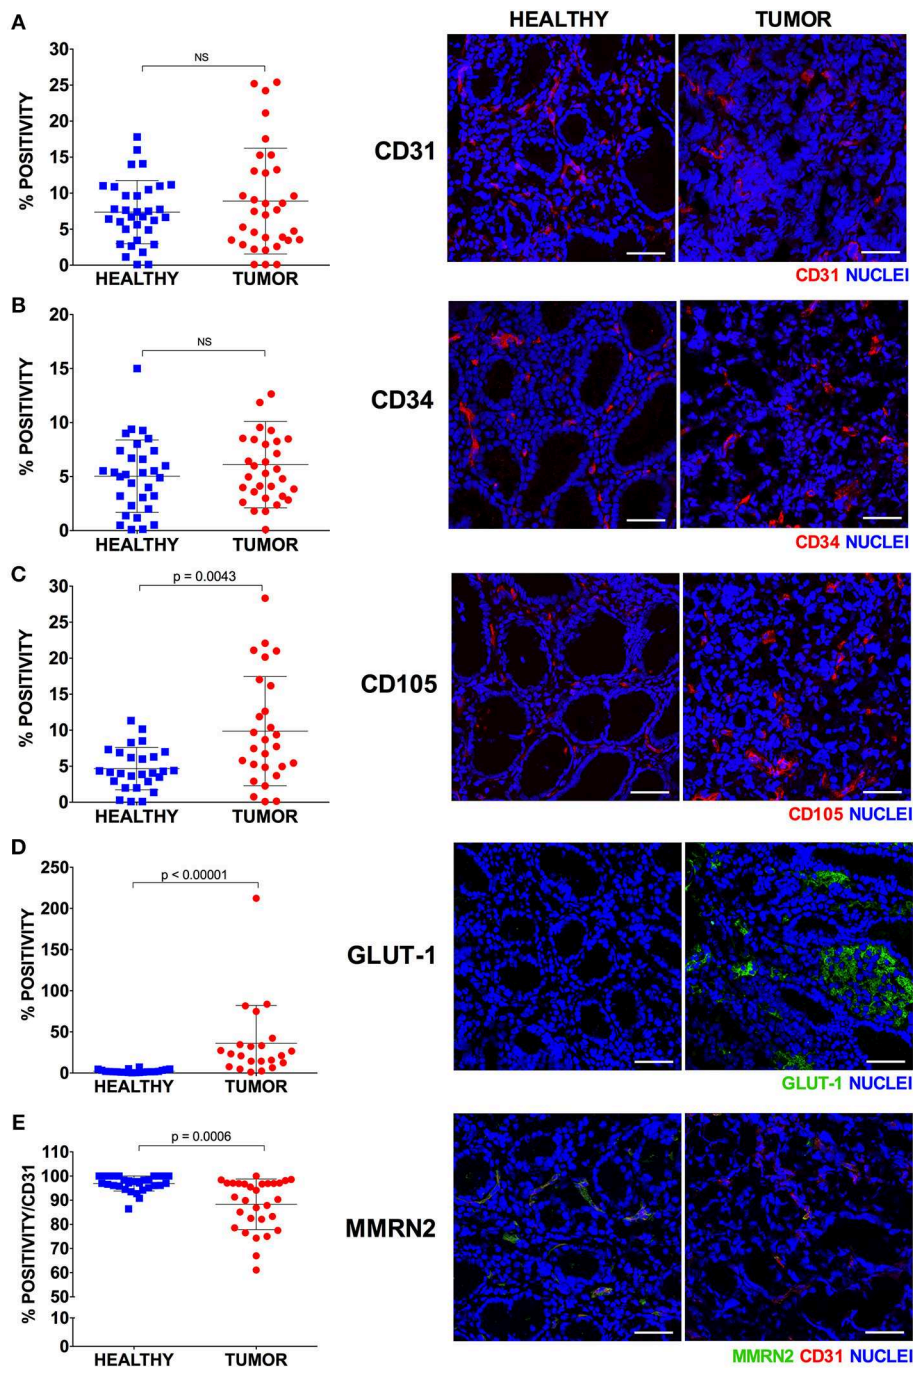 HEALTHY TUMOR
A
30
25
20
15
10
5
0
% POSITIVITY
NS
HEALTHY TUMOR
CD31
CD31 NUCLEI
B
20
15
10
5
0
% POSITIVITY
NS
HEALTHY TUMOR
CD34
CD34 NUCLEI
C
30
25
20
15
10
5
0
% POSITIVITY
p = 0.0043
HEALTHY TUMOR
CD105
CD105 NUCLEI
D
250
200
150
100
50
0
% POSITIVITY
p < 0.00001
HEALTHY TUMOR
GLUT-1
GLUT-1 NUCLEI
E
110
100
90
80
70
60
50
10
0
% POSITIVITY/CD31
p = 0.0006
HEALTHY TUMOR
MMRN2
MMRN2 CD31 NUCLEI